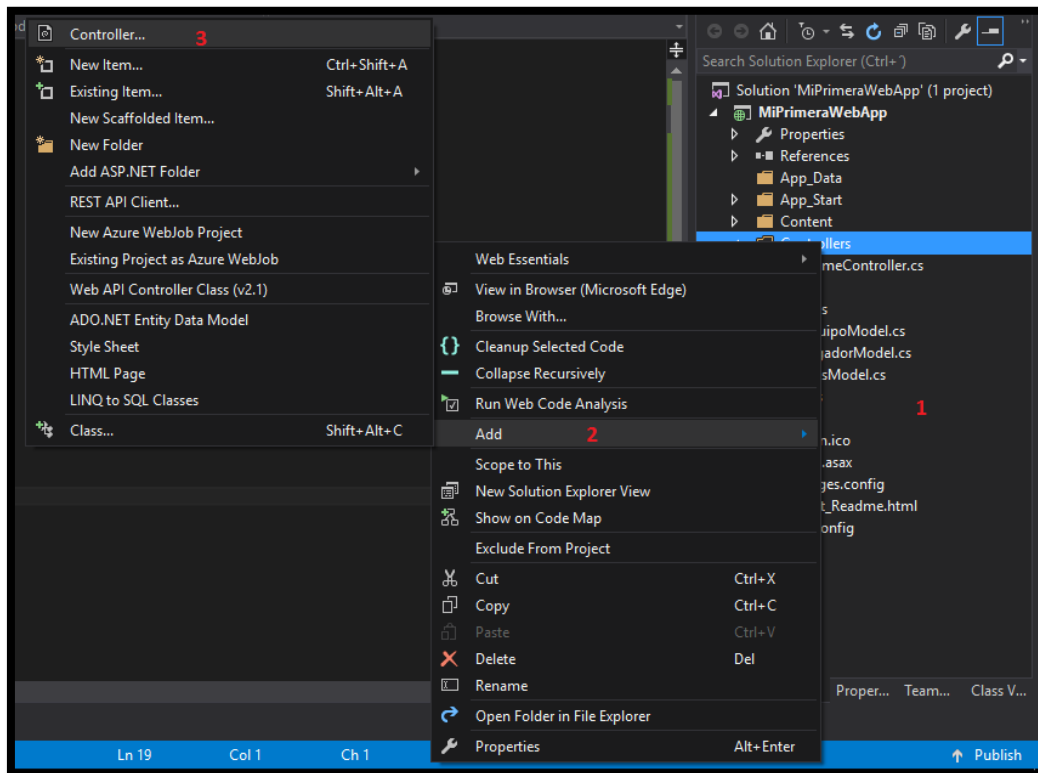 Controller... 3
New Item... Ctrl+Shift+A
Existing Item... Shift+Alt+A
New Scaffolded Item...
New Folder
Add ASP.NET Folder
REST API Client...
New Azure WebJob Project
Existing Project as Azure WebJob
Web API Controller Class (v2.1)
ADO.NET Entity Data Model
Style Sheet
HTML Page
LINQ to SQL Classes
Class... Shift+Alt+C
Web Essentials
View in Browser (Microsoft Edge)
Browse With...
Cleanup Selected Code
Collapse Recursively
Run Web Code Analysis
Add 2
Scope to This
New Solution Explorer View
Show on Code Map
Exclude From Project
Cut Ctrl+X
Copy Ctrl+C
Paste Ctrl+V
Delete Del
Rename
Open Folder in File Explorer
Properties Alt+Enter
Search Solution Explorer (Ctrl+´)
Solution 'MiPrimeraWebApp' (1 project)
MiPrimeraWebApp
Properties
References
App_Data
App_Start
Content
llers
meController.cs
s
uipoModel.cs
gadorModel.cs
sModel.cs
1
n.ico
.asax
ges.config
t_Readme.html
onfig
Proper... Team... Class V...
Ln 19 Col 1 Ch 1 Publish